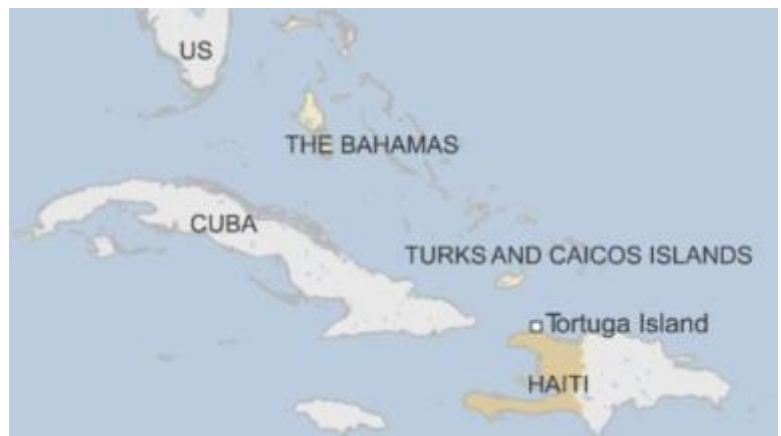 US
THE BAHAMAS
CUBA
TURKS AND CAICOS ISLANDS
Tortuga Island
HAITI